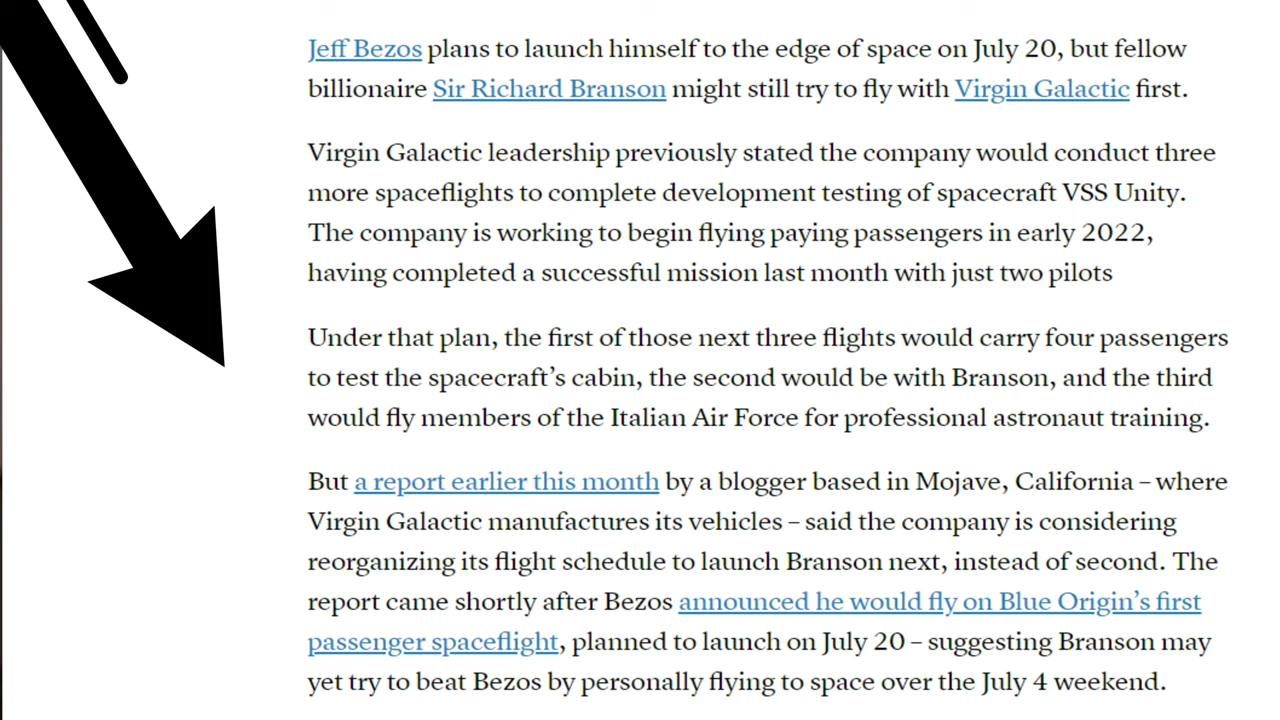 Jeff Bezos plans to launch himself to the edge of space on July 20, but fellow
billionaire Sir Richard Branson might still try to fly with Virgin Galactic first.
Virgin Galactic leadership previously stated the company would conduct three
more spaceflights to complete development testing of spacecraft VSS Unity.
The company is working to begin flying paying passengers in early 2022,
having completed a successful mission last month with just two pilots
Under that plan, the first of those next three flights would carry four passengers
to test the spacecraft’s cabin, the second would be with Branson, and the third
would fly members of the Italian Air Force for professional astronaut training.
But a report earlier this month by a blogger based in Mojave, California – where
Virgin Galactic manufactures its vehicles – said the company is considering
reorganizing its flight schedule to launch Branson next, instead of second. The
report came shortly after Bezos announced he would fly on Blue Origin’s first
passenger spaceflight, planned to launch on July 20 – suggesting Branson may
yet try to beat Bezos by personally flying to space over the July 4 weekend.